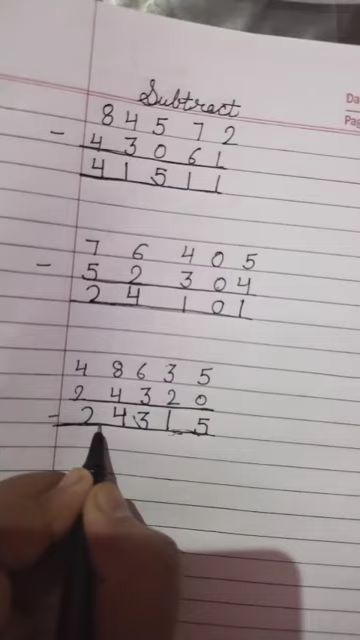 Subtract
8 4 5 7 2
- 4 3 0 6 1
4 1 5 1 1
7 6 4 0 5
- 5 2 3 0 4
2 4 1 0 1
4 8 6 3 5
2 4 3 2 0
- 2 4 3 1 5